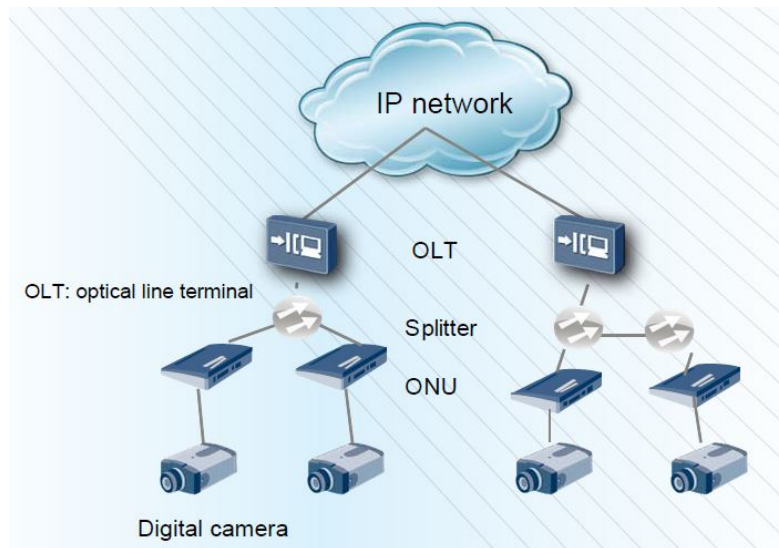 IP network
OLT
OLT: optical line terminal
Splitter
ONU
Digital camera